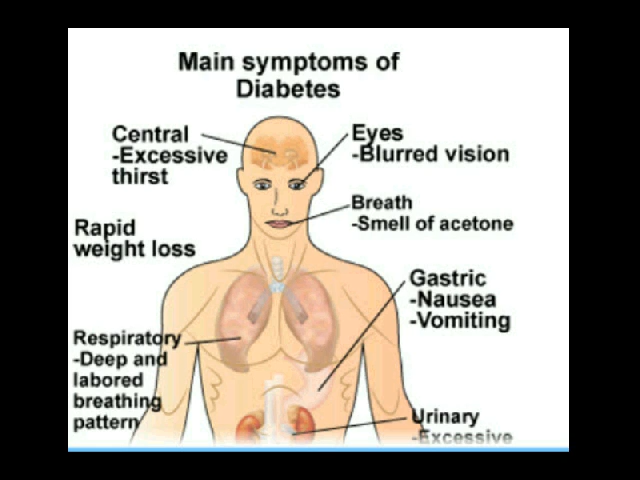 Main symptoms of
Diabetes
Central
-Excessive
thirst
Eyes
-Blurred vision
Breath
-Smell of acetone
Rapid
weight loss
Gastric
-Nausea
-Vomiting
Respiratory
-Deep and
labored
breathing
pattern
Urinary
-Excessive